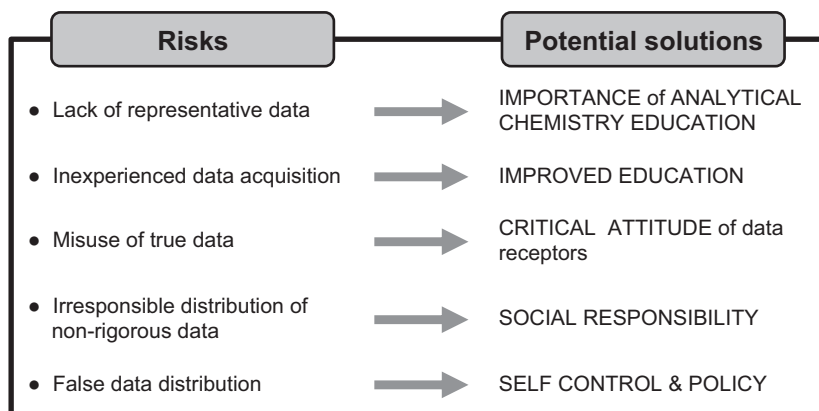 Risks Potential solutions
● Lack of representative data IMPORTANCE of ANALYTICAL
CHEMISTRY EDUCATION
● Inexperienced data acquisition IMPROVED EDUCATION
● Misuse of true data CRITICAL ATTITUDE of data
receptors
● Irresponsible distribution of
non-rigorous data SOCIAL RESPONSIBILITY
● False data distribution SELF CONTROL & POLICY